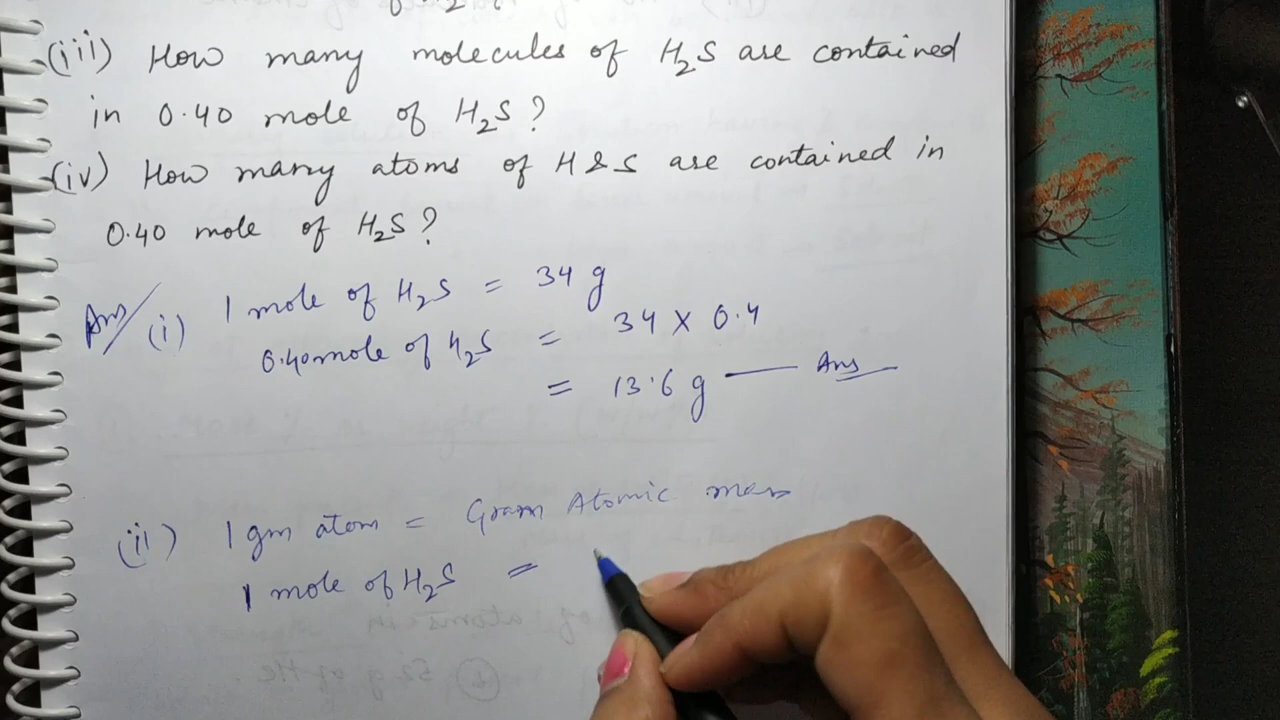 (iii) How many molecules of H₂S are contained
in 0.40 mole of H₂S?
(iv) How many atoms of H & S are contained in
0.40 mole of H₂S?
Ans/ (i) 1 mole of H₂S = 34 g
0.40 mole of H₂S = 34 × 0.4
= 13.6 g — Ans
(ii) 1 gm atom = Gram Atomic mass
1 mole of H₂S =